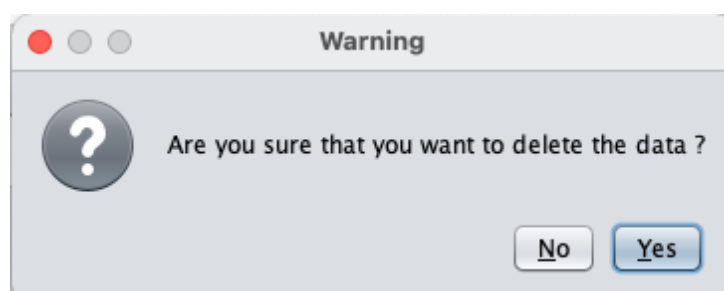 Warning
Are you sure that you want to delete the data ?
No Yes